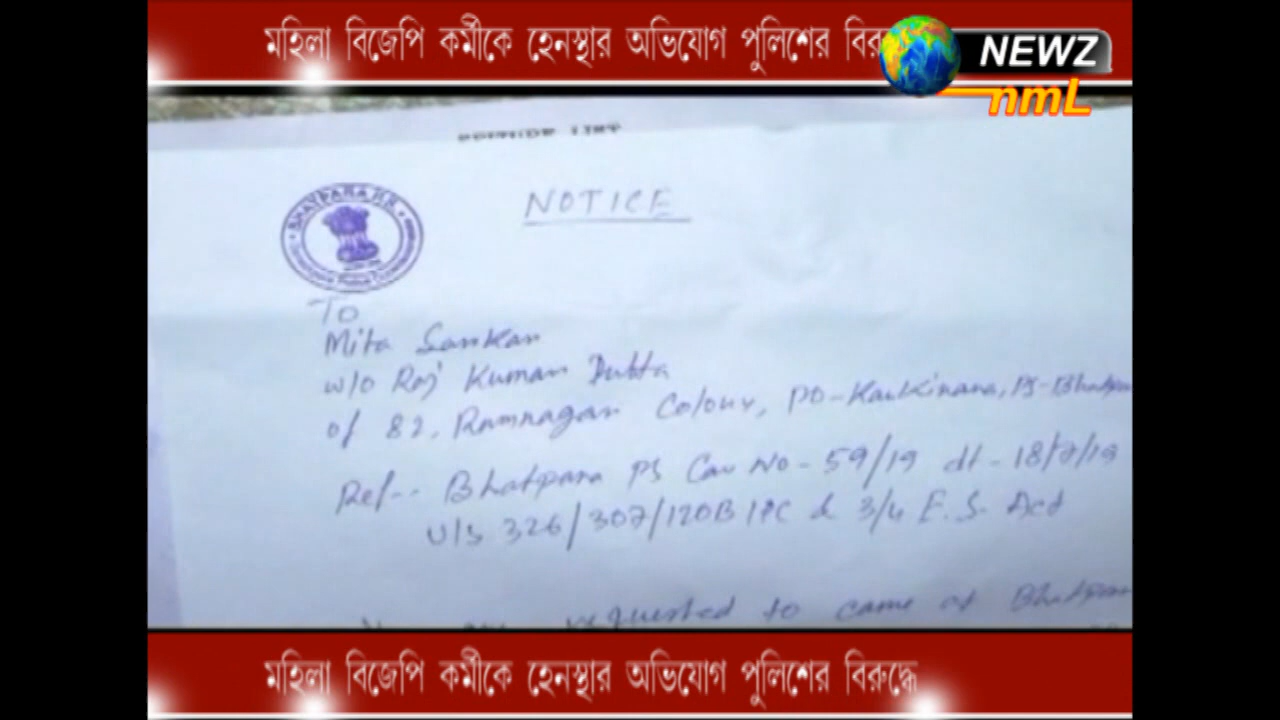 মহিলা বিজেপি কর্মীকে হেনস্থার অভিযোগ পুলিশের
NEWZ
nmL
NOTICE
BHATPARA P.S.
To
Mita Sarkar
w/o Raj Kumar Dutta
of 82, Ramnagar Colony, PO-Kankinara, PS-
Ref-. Bhatpara PS Case No- 59/19 dt - 18/7/19
U/S 326/307/120B IPC & 3/4 E.S. Act
requested to came at
মহিলা বিজেপি কর্মীকে হেনস্থার অভিযোগ পুলিশের বিরুদ্ধে